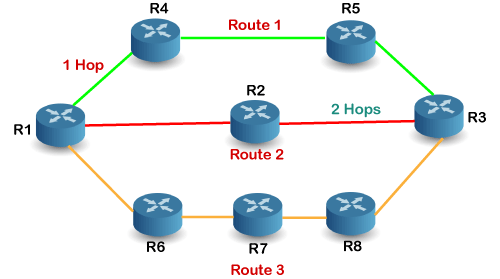 R4
Route 1
R5
1 Hop
R1
R2
2 Hops
R3
Route 2
R6
R7
R8
Route 3